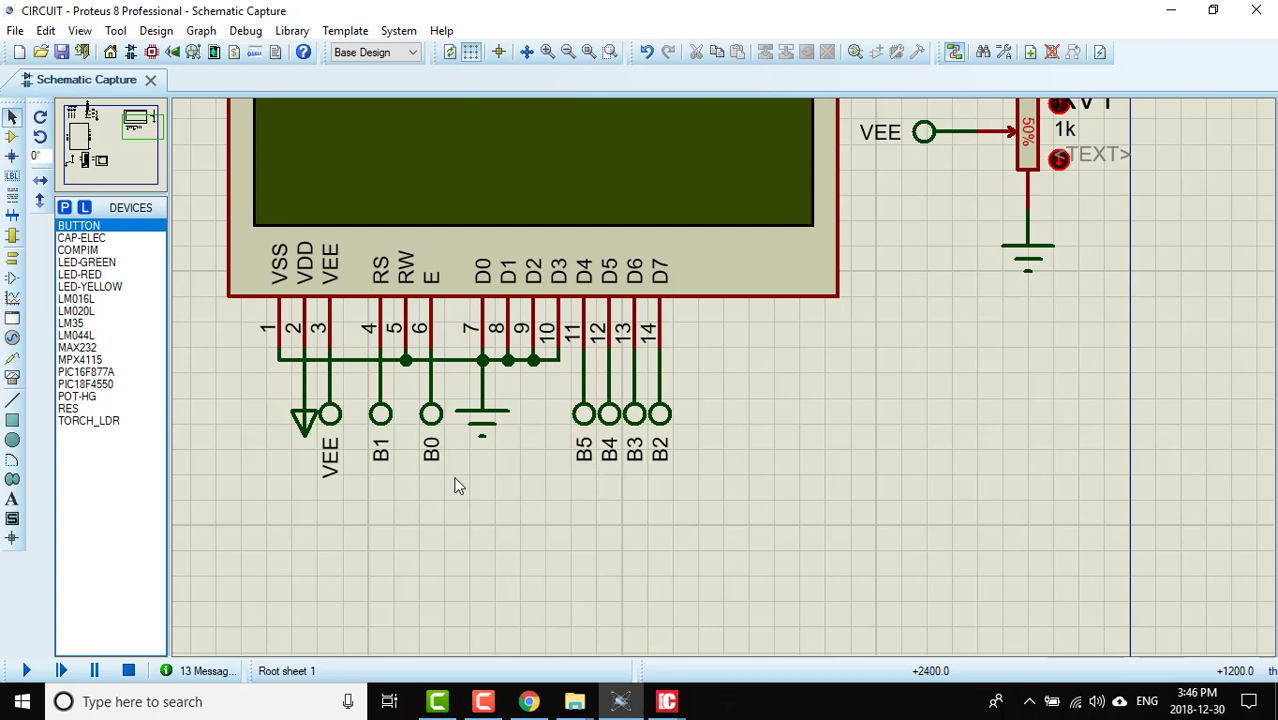 CIRCUIT - Proteus 8 Professional - Schematic Capture
File Edit View Tool Design Graph Debug Library Template System Help
Base Design
Schematic Capture
0°
P L DEVICES
BUTTON
CAP-ELEC
COMPIM
LED-GREEN
LED-RED
LED-YELLOW
LM016L
LM020L
LM35
LM044L
MAX232
MPX4115
PIC16F877A
PIC18F4550
POT-HG
RES
TORCH_LDR
LBL
A
VEE
50%
1k
<TEXT>
VSS VDD VEE RS RW E D0 D1 D2 D3 D4 D5 D6 D7
1 2 3 4 5 6 7 8 9 10 11 12 13 14
VEE B1 B0 B5 B4 B3 B2
13 Messag...
Root sheet 1
+2400.0
+1200.0
th
Type here to search
ENG
3:46 PM
2018-12-30